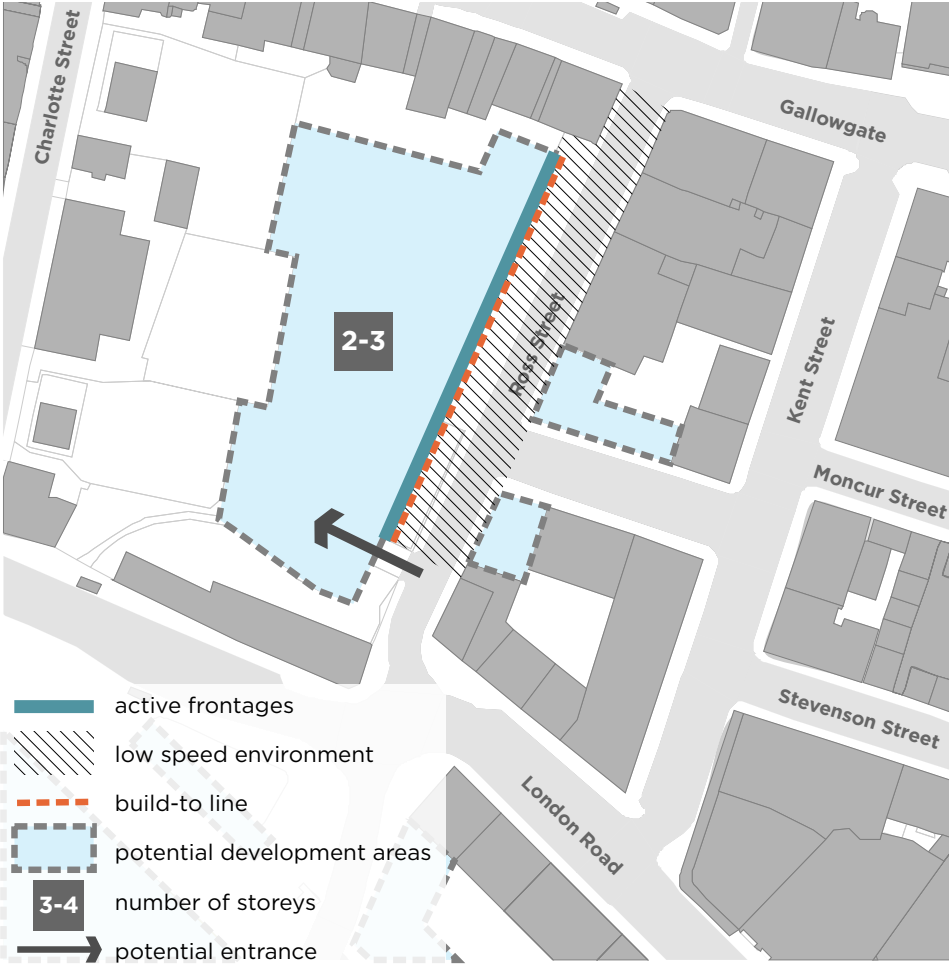 Charlotte Street
Gallowgate
2-3
Ross Street
Kent Street
Moncur Street
Stevenson Street
London Road
active frontages
low speed environment
build-to line
potential development areas
3-4
number of storeys
potential entrance